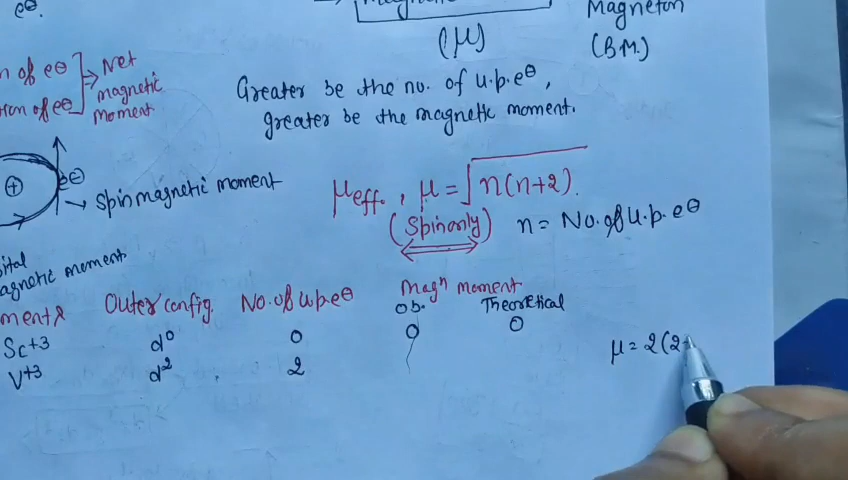 e⊖.
Magneton
(μ)
(B.M.)
n of e⊖
tion of e⊖
Net
magnetic
moment
Greater be the no. of u.p.e⊖,
greater be the magnetic moment.
+
e⊖
→ Spin magnetic moment
μeff., μ = √n(n+2).
(Spin only)
n = No. of u.p. e⊖
bital
agnetic moment
ment &
Outer config.
No. of u.p.e⊖
Magⁿ moment
Ob.
Theoretical
Sc+3 d⁰ 0 0 0
V+3 d² 2
μ = 2(2+